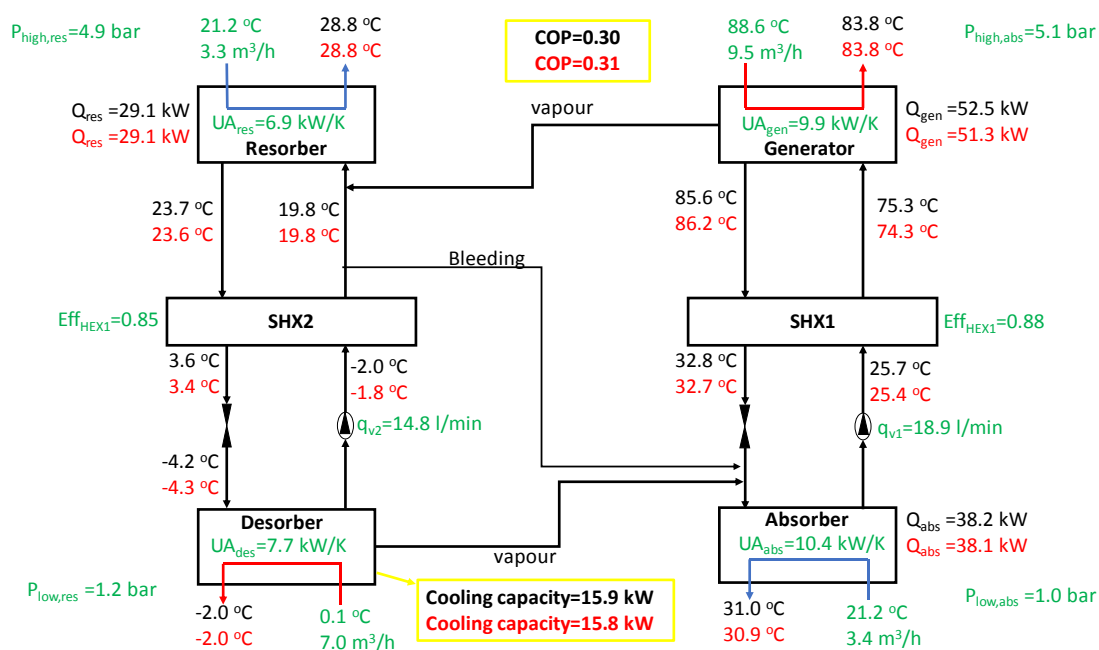 P_high,res =4.9 bar
21.2 °C
3.3 m³/h
28.8 °C
28.8 °C
COP=0.30
COP=0.31
88.6 °C
9.5 m³/h
83.8 °C
83.8 °C
P_high,abs =5.1 bar
Q_res =29.1 kW
Q_res =29.1 kW
UA_res=6.9 kW/K
Resorber
vapour
UA_gen=9.9 kW/K
Generator
Q_gen =52.5 kW
Q_gen =51.3 kW
23.7 °C
23.6 °C
19.8 °C
19.8 °C
85.6 °C
86.2 °C
75.3 °C
74.3 °C
Bleeding
Eff_HEX1=0.85
SHX2
SHX1
Eff_HEX1=0.88
3.6 °C
3.4 °C
-2.0 °C
-1.8 °C
32.8 °C
32.7 °C
25.7 °C
25.4 °C
q_v2=14.8 l/min
q_v1=18.9 l/min
-4.2 °C
-4.3 °C
Desorber
UA_des=7.7 kW/K
vapour
Absorber
UA_abs=10.4 kW/K
Q_abs =38.2 kW
Q_abs =38.1 kW
P_low,res =1.2 bar
-2.0 °C
-2.0 °C
0.1 °C
7.0 m³/h
Cooling capacity=15.9 kW
Cooling capacity=15.8 kW
31.0 °C
30.9 °C
21.2 °C
3.4 m³/h
P_low,abs =1.0 bar